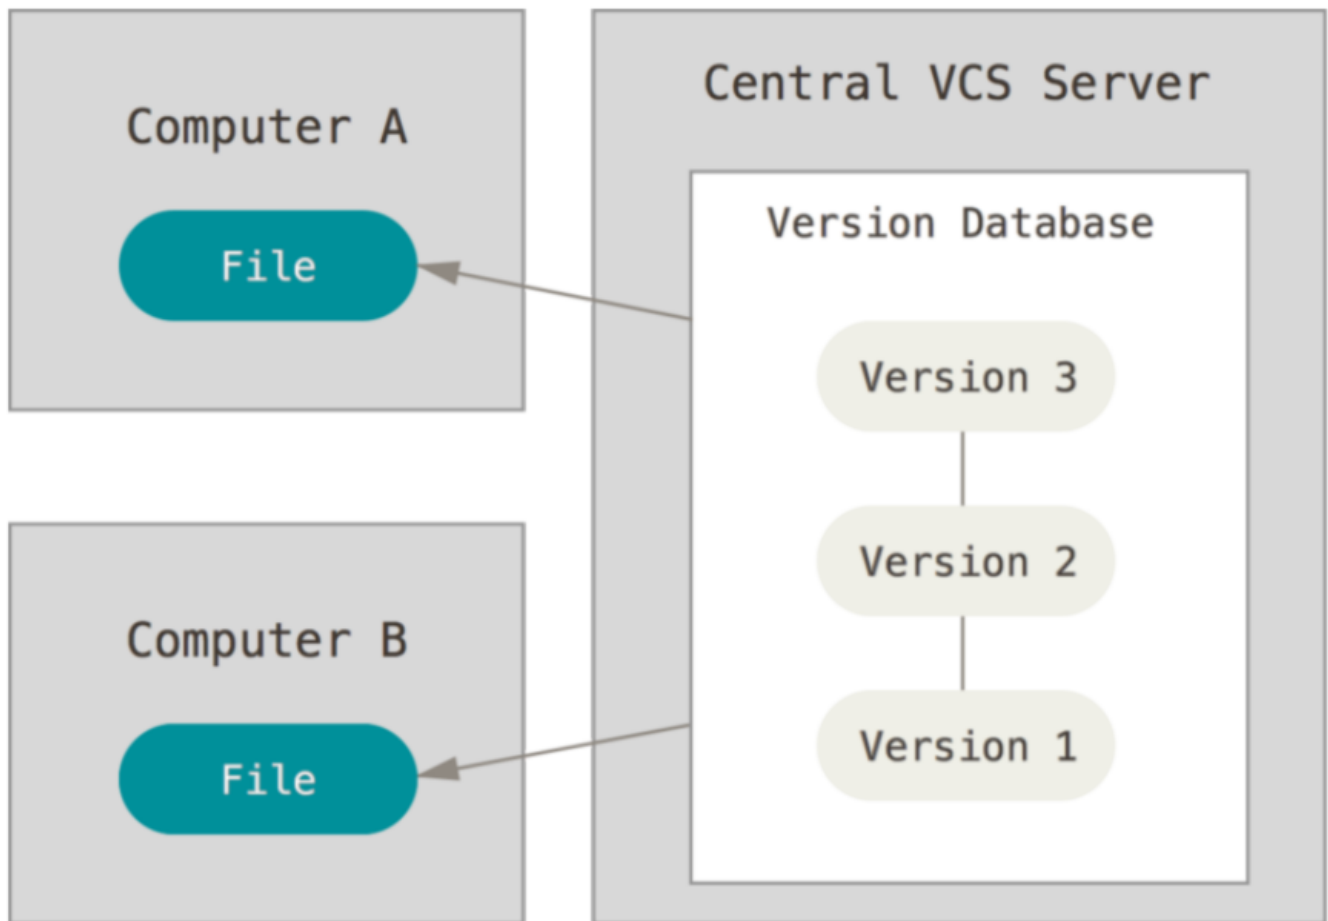 Computer A
File
Computer B
File
Central VCS Server
Version Database
Version 3
Version 2
Version 1